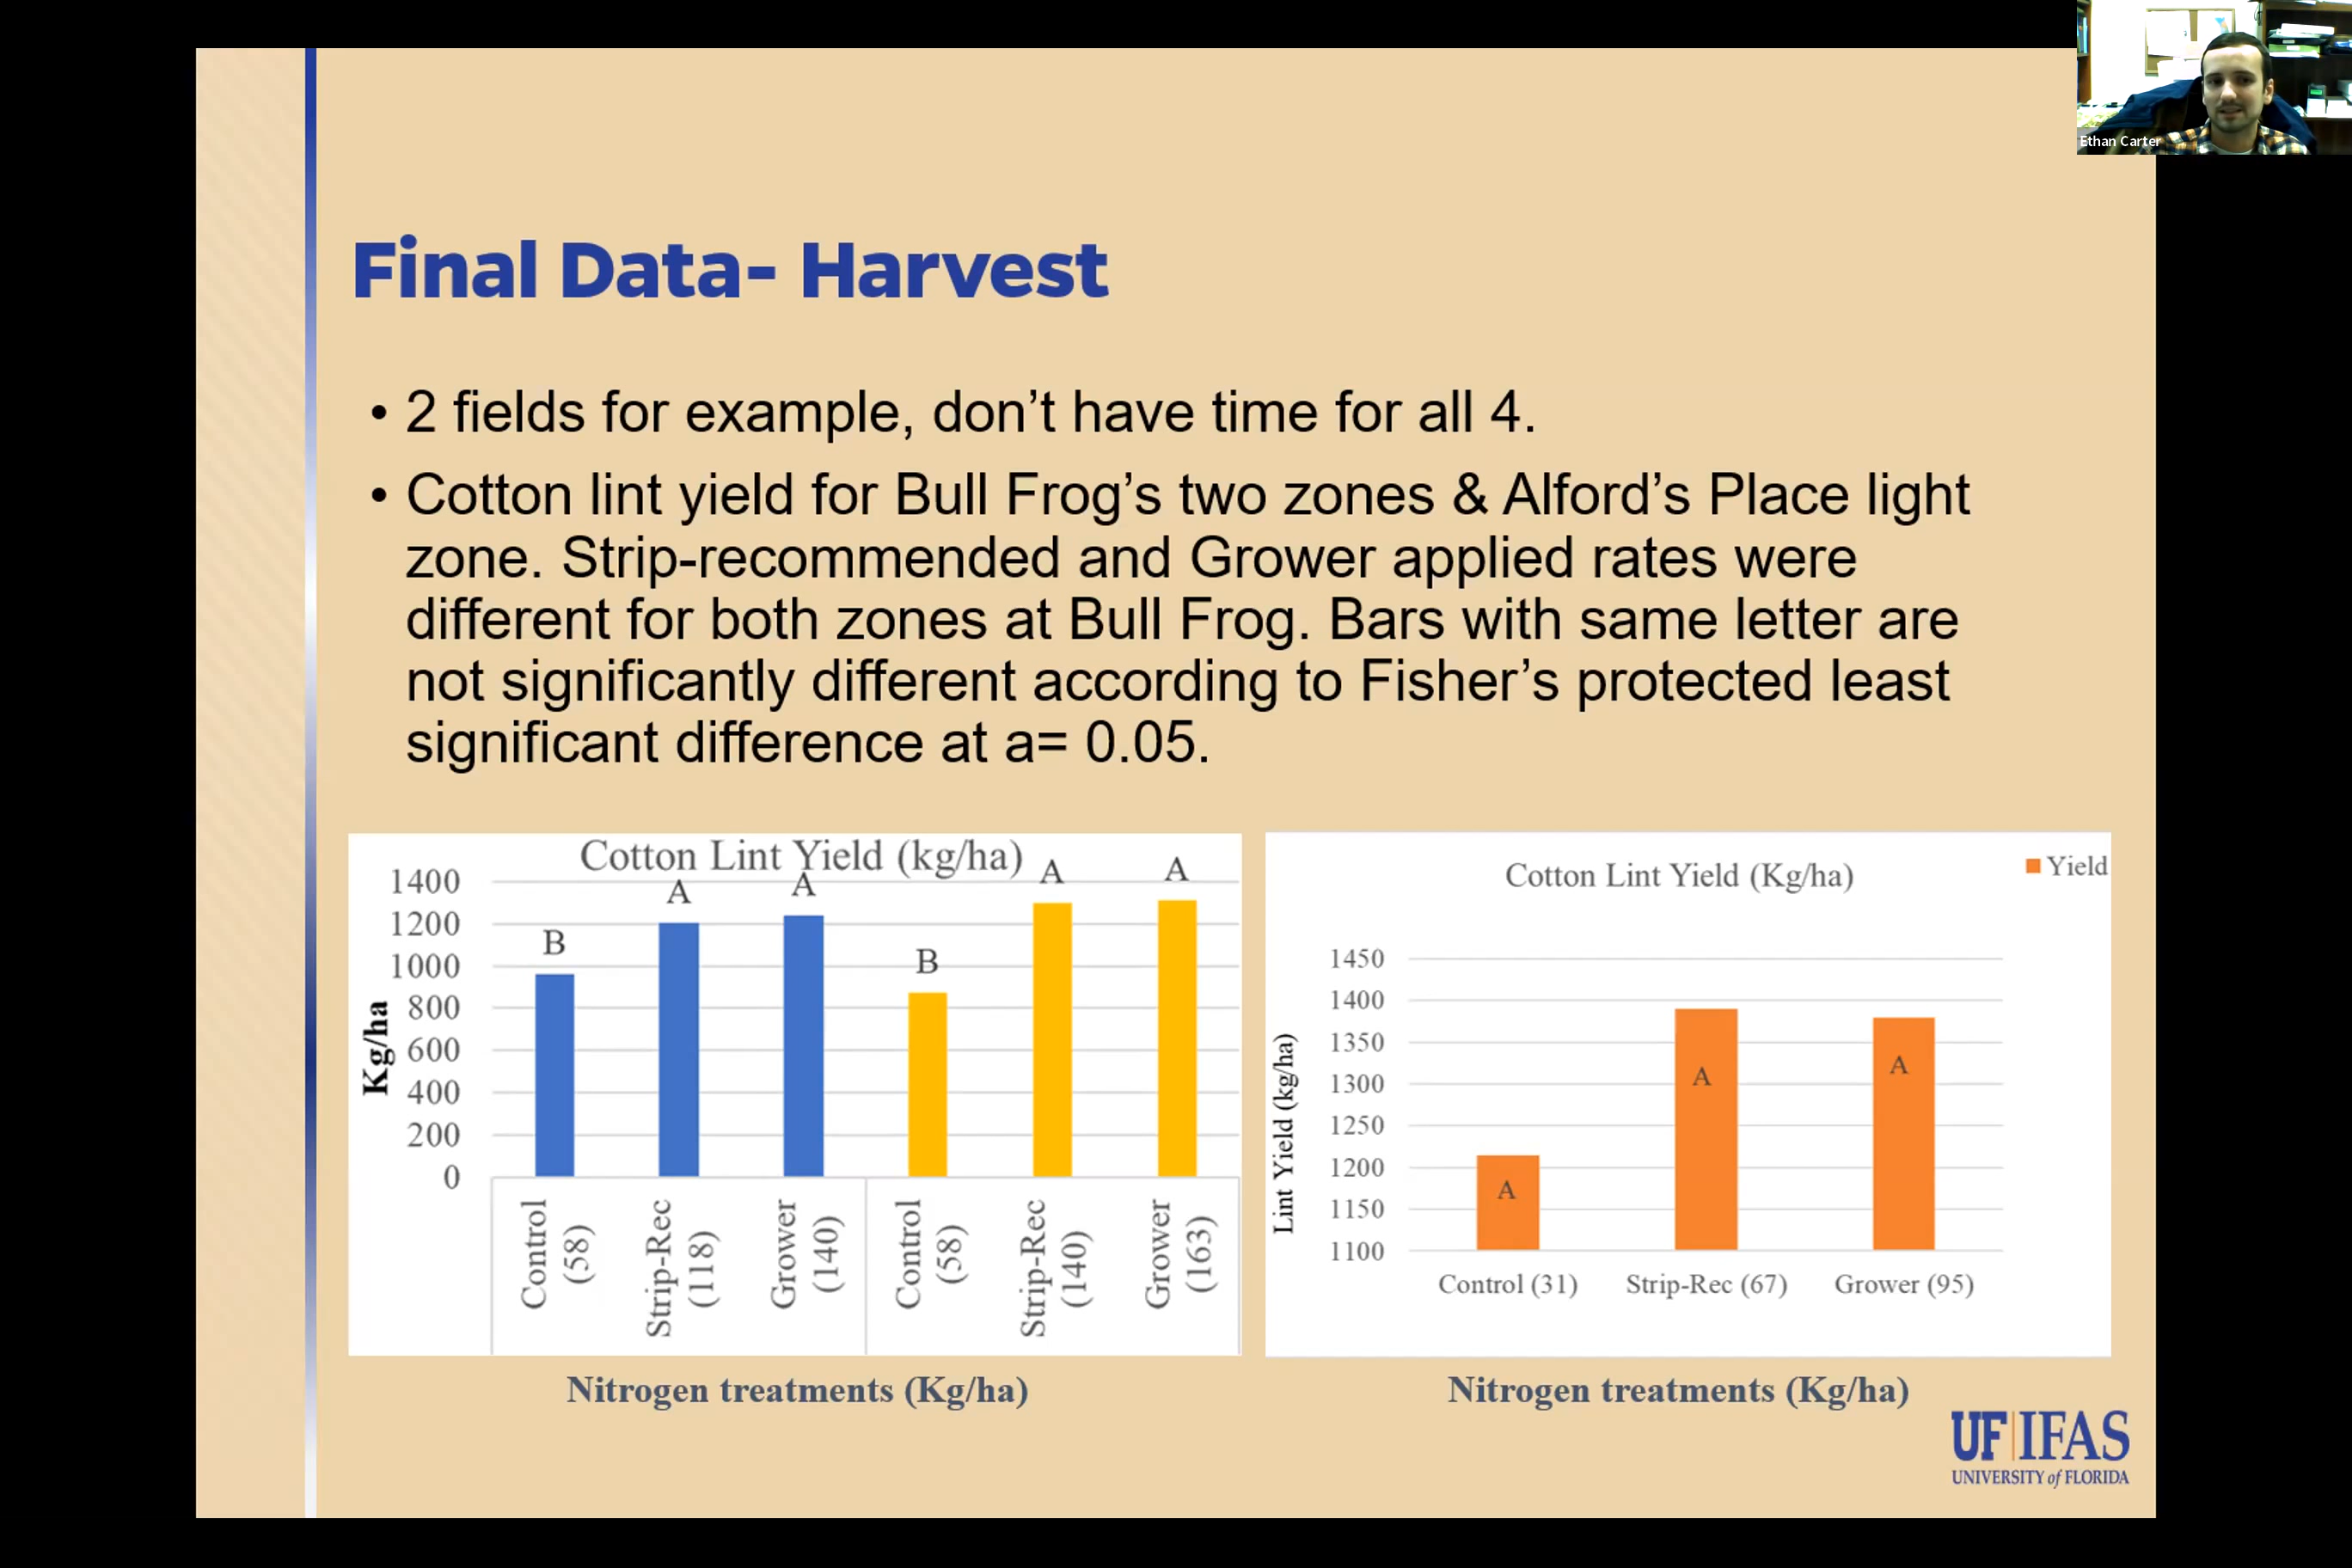 Ethan Carter
Final Data- Harvest
• 2 fields for example, don’t have time for all 4.
• Cotton lint yield for Bull Frog’s two zones & Alford’s Place light
zone. Strip-recommended and Grower applied rates were
different for both zones at Bull Frog. Bars with same letter are
not significantly different according to Fisher’s protected least
significant difference at a= 0.05.
Cotton Lint Yield (kg/ha)
Kg/ha
1400
1200
1000
800
600
400
200
0
B
A
A
B
A
A
Control
(58)
Strip-Rec
(118)
Grower
(140)
Control
(58)
Strip-Rec
(140)
Grower
(163)
Nitrogen treatments (Kg/ha)
Cotton Lint Yield (Kg/ha)
Yield
Lint Yield (kg/ha)
1450
1400
1350
1300
1250
1200
1150
1100
A
A
A
Control (31)
Strip-Rec (67)
Grower (95)
Nitrogen treatments (Kg/ha)
UF|IFAS
UNIVERSITY of FLORIDA